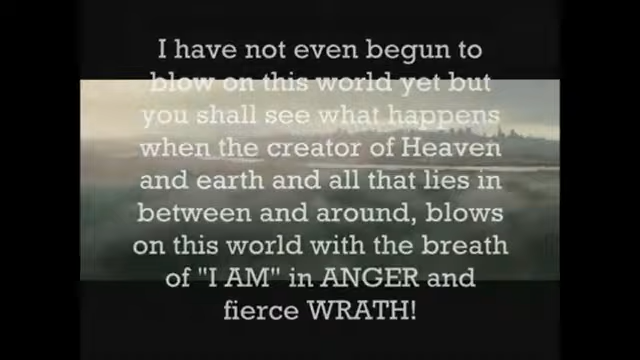 I have not even begun to
blow on this world yet but
you shall see what happens
when the creator of Heaven
and earth and all that lies in
between and around, blows
on this world with the breath
of "I AM" in ANGER and
fierce WRATH!